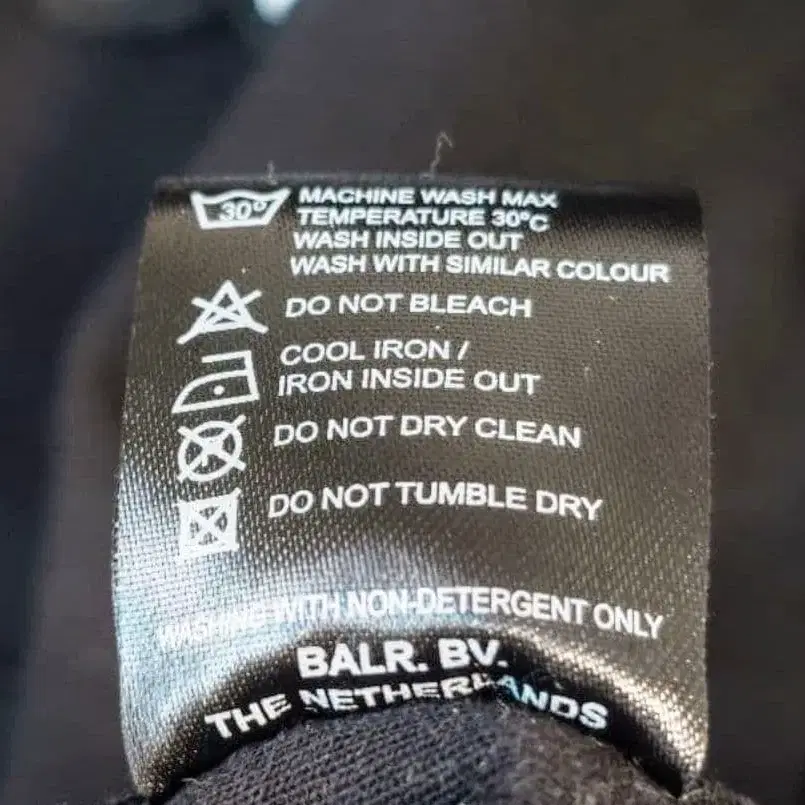 30°
MACHINE WASH MAX
TEMPERATURE 30°C
WASH INSIDE OUT
WASH WITH SIMILAR COLOUR
DO NOT BLEACH
COOL IRON /
IRON INSIDE OUT
DO NOT DRY CLEAN
DO NOT TUMBLE DRY
WASHING WITH NON-DETERGENT ONLY
BALR. BV.
THE NETHERLANDS